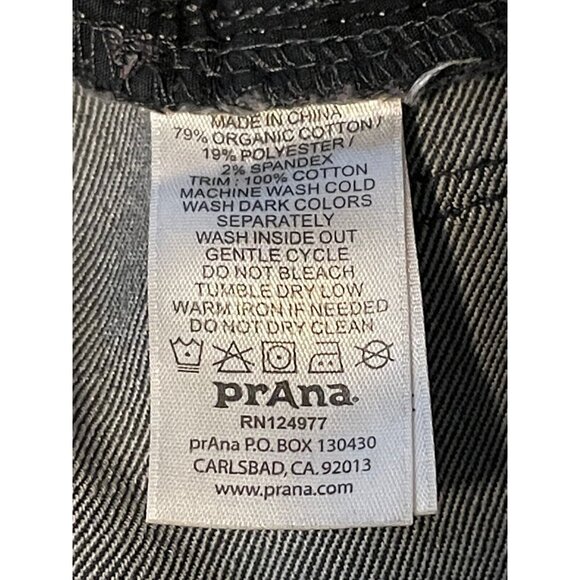 MADE IN CHINA
79% ORGANIC COTTON /
19% POLYESTER /
2% SPANDEX
TRIM : 100% COTTON
MACHINE WASH COLD
WASH DARK COLORS
SEPARATELY
WASH INSIDE OUT
GENTLE CYCLE
DO NOT BLEACH
TUMBLE DRY LOW
WARM IRON IF NEEDED
DO NOT DRY CLEAN
prAna.
RN124977
prAna P.O. BOX 130430
CARLSBAD, CA. 92013
www.prana.com